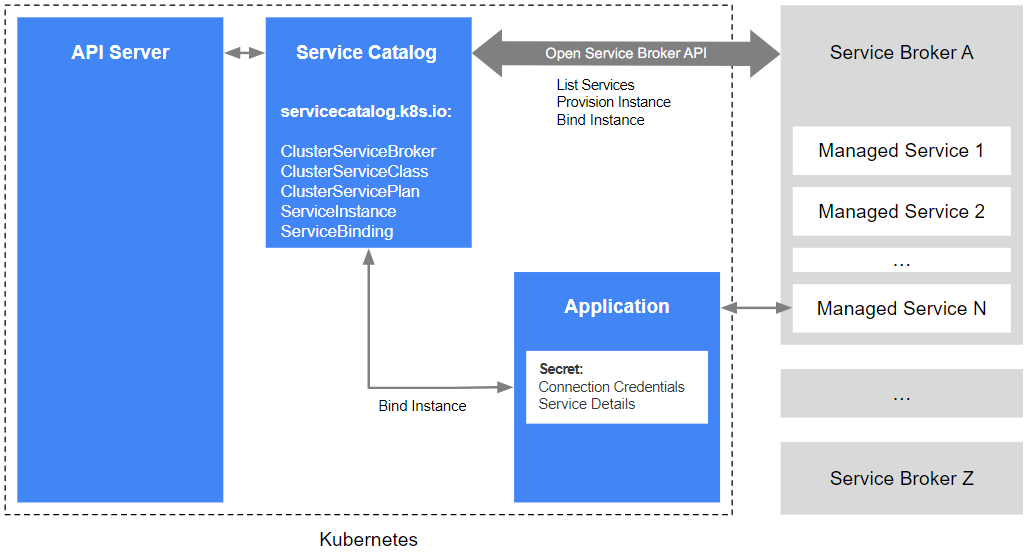 API Server
Service Catalog
servicecatalog.k8s.io:
ClusterServiceBroker
ClusterServiceClass
ClusterServicePlan
ServiceInstance
ServiceBinding
Open Service Broker API
List Services
Provision Instance
Bind Instance
Service Broker A
Managed Service 1
Managed Service 2
...
Managed Service N
Application
Secret:
Connection Credentials
Service Details
Bind Instance
...
Service Broker Z
Kubernetes